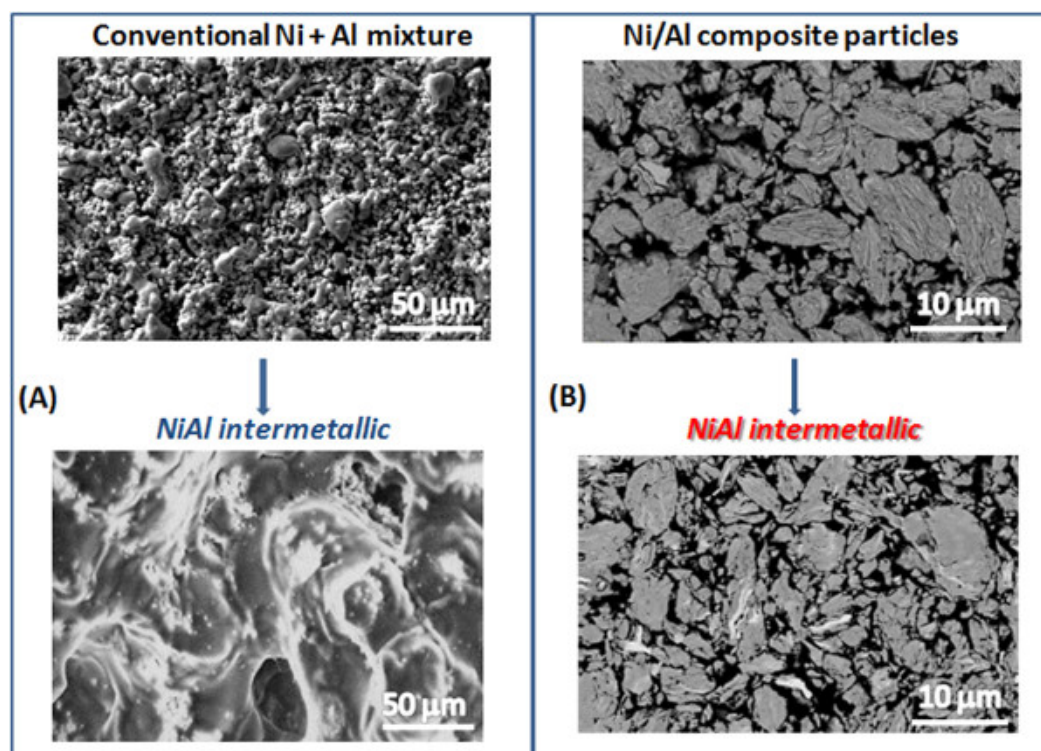 Conventional Ni + Al mixture
50 µm
(A)
NiAl intermetallic
50 µm
Ni/Al composite particles
10 µm
(B)
NiAl intermetallic
10 µm